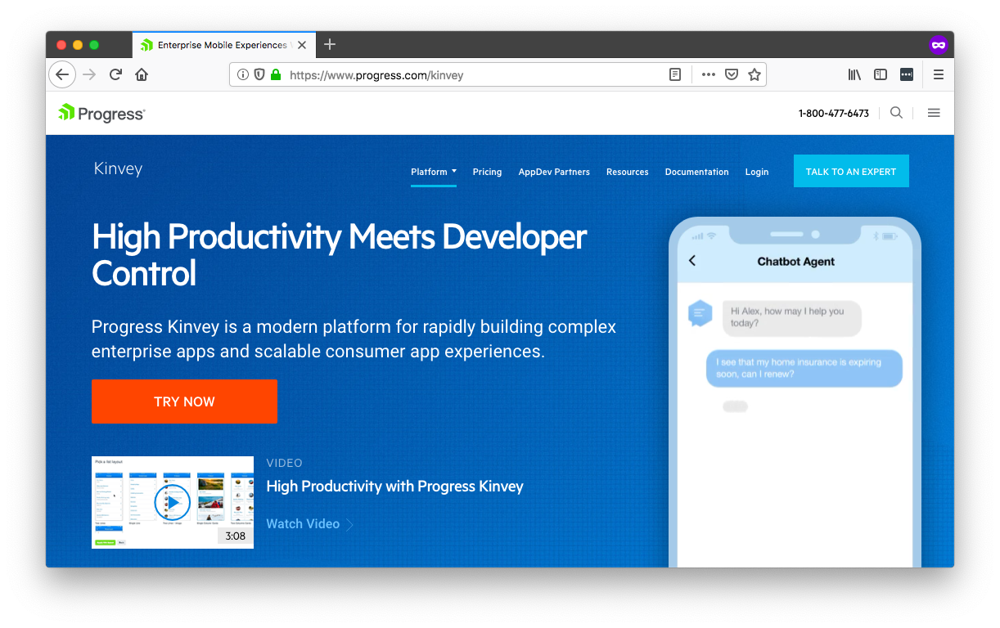 Enterprise Mobile Experiences
https://www.progress.com/kinvey
Progress
1-800-477-6473
Kinvey
Platform
Pricing
AppDev Partners
Resources
Documentation
Login
TALK TO AN EXPERT
High Productivity Meets Developer
Control
Progress Kinvey is a modern platform for rapidly building complex
enterprise apps and scalable consumer app experiences.
TRY NOW
Chatbot Agent
Hi Alex, how may I help you
today?
I see that my home insurance is expiring
soon, can I renew?
Pick a list layout
3:08
VIDEO
High Productivity with Progress Kinvey
Watch Video